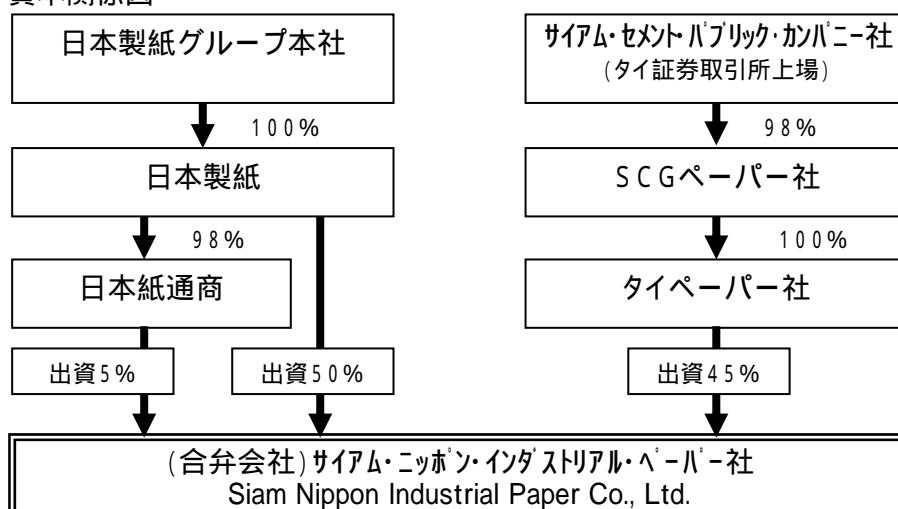 日本製紙グループ本社
サイアム・セメント・パブリック・カンパニー社
(タイ証券取引所上場)
100%
98%
日本製紙
SCGペーパー社
98%
100%
日本紙通商
タイペーパー社
出資5%
出資50%
出資45%
(合弁会社)サイアム・ニッポン・インダストリアル・ペーパー社
Siam Nippon Industrial Paper Co., Ltd.